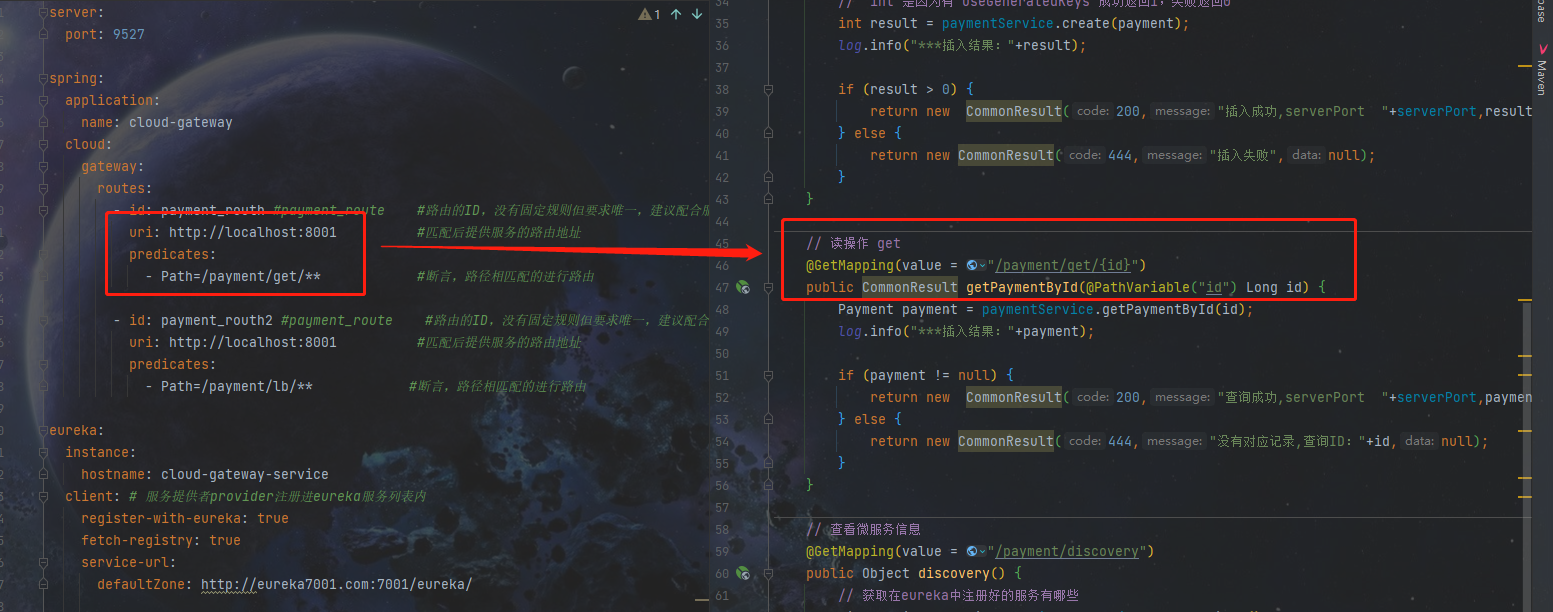 server:
port: 9527
spring:
application:
name: cloud-gateway
cloud:
gateway:
routes:
- id: payment_routh #payment_route #路由的ID，没有固定规则但要求唯一，建议配合服
uri: http://localhost:8001 #匹配后提供服务的路由地址
predicates:
- Path=/payment/get/** #断言，路径相匹配的进行路由
- id: payment_routh2 #payment_route #路由的ID，没有固定规则但要求唯一，建议配合
uri: http://localhost:8001 #匹配后提供服务的路由地址
predicates:
- Path=/payment/lb/** #断言，路径相匹配的进行路由
eureka:
instance:
hostname: cloud-gateway-service
client: # 服务提供者provider注册进eureka服务列表内
register-with-eureka: true
fetch-registry: true
service-url:
defaultZone: http://eureka7001.com:7001/eureka/
1
34 // int 是因为有 useGeneratedKeys 成功返回1，失败返回0
35 int result = paymentService.create(payment);
36 log.info("***插入结果："+result);
37
38 if (result > 0) {
39 return new CommonResult( code: 200, message: "插入成功,serverPort "+serverPort,result
40 } else {
41 return new CommonResult( code: 444, message: "插入失败", data: null);
42 }
43 }
44
45 // 读操作 get
46 @GetMapping(value = "/payment/get/{id}")
47 public CommonResult getPaymentById(@PathVariable("id") Long id) {
48 Payment payment = paymentService.getPaymentById(id);
49 log.info("***插入结果："+payment);
50
51 if (payment != null) {
52 return new CommonResult( code: 200, message: "查询成功,serverPort "+serverPort,paymen
53 } else {
54 return new CommonResult( code: 444, message: "没有对应记录,查询ID："+id, data: null);
55 }
56 }
57
58 // 查看微服务信息
59 @GetMapping(value = "/payment/discovery")
60 public Object discovery() {
61 // 获取在eureka中注册好的服务有哪些
Maven